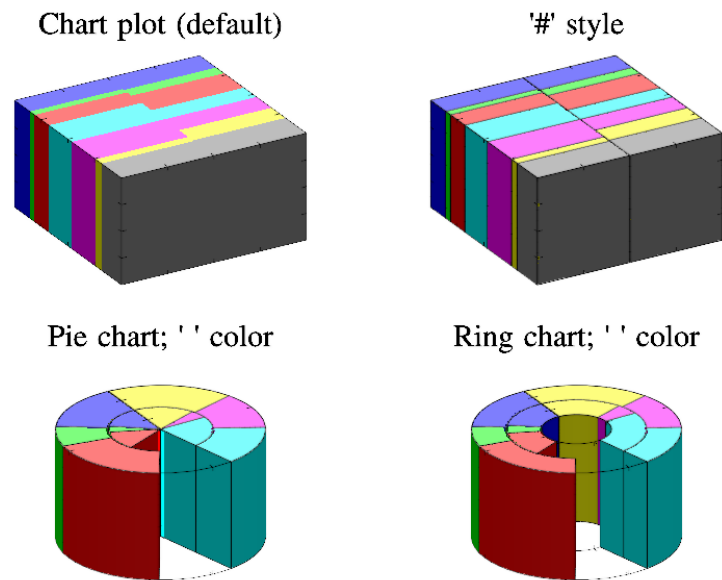 Chart plot (default)
'#' style
Pie chart; ' ' color
Ring chart; ' ' color